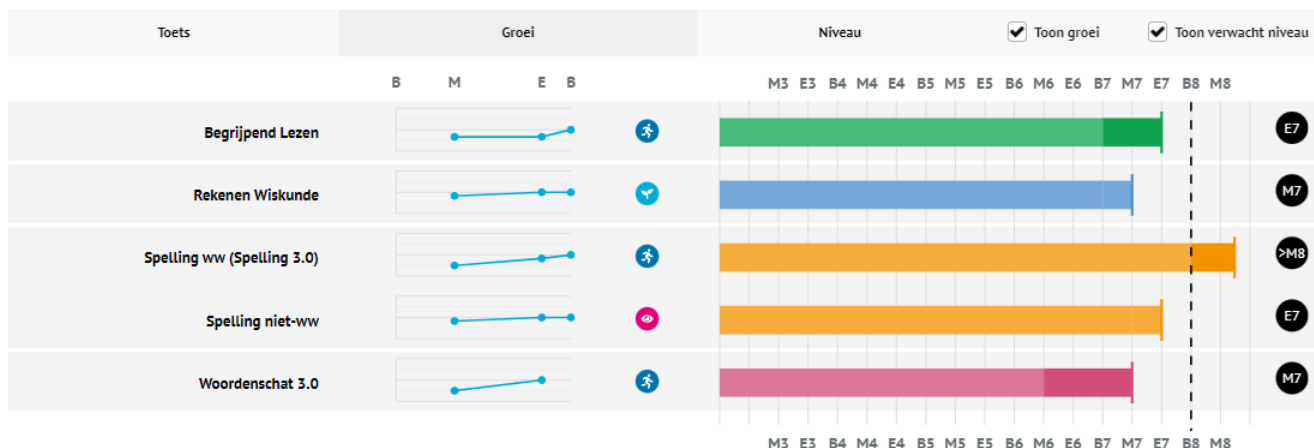 Toets Groei Niveau Toon groei Toon verwacht niveau
B M E B M3 E3 B4 M4 E4 B5 M5 E5 B6 M6 E6 B7 M7 E7 B8 M8
Begrijpend Lezen E7
Rekenen Wiskunde M7
Spelling ww (Spelling 3.0) >M8
Spelling niet-ww E7
Woordenschat 3.0 M7
M3 E3 B4 M4 E4 B5 M5 E5 B6 M6 E6 B7 M7 E7 B8 M8